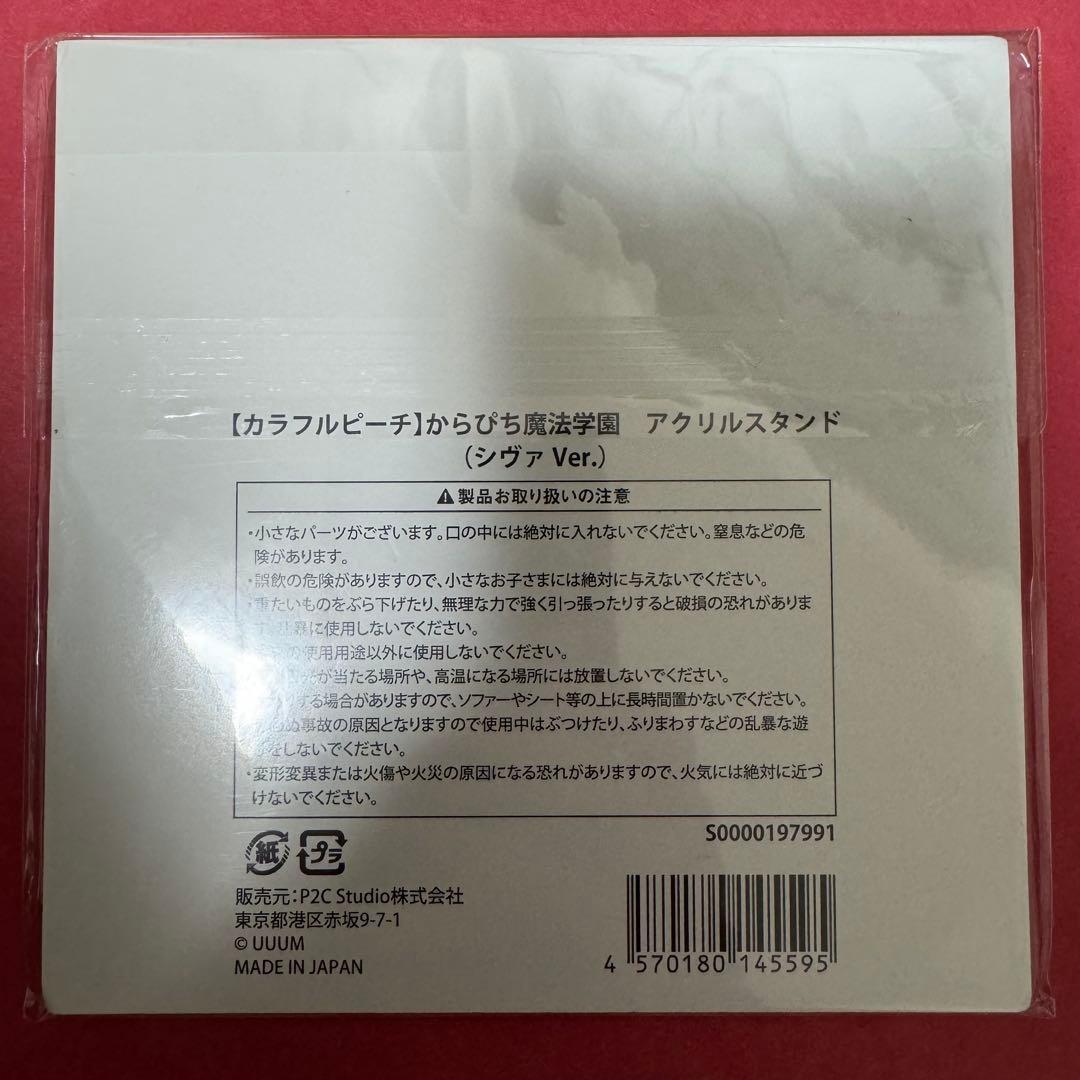 【カラフルピーチ】からぴち魔法学園　アクリルスタンド
（シヴァ Ver.）
⚠製品お取り扱いの注意
・小さなパーツがございます。口の中には絶対に入れないでください。窒息などの危
険があります。
・誤飲の危険がありますので、小さなお子さまには絶対に与えないでください。
・重たいものをぶら下げたり、無理な力で強く引っ張ったりすると破損の恐れがありま
す。乱暴に使用しないでください。
の使用用途以外に使用しないでください。
が当たる場所や、高温になる場所には放置しないでください。
する場合がありますので、ソファーやシート等の上に長時間置かないでください。
ぬ事故の原因となりますので使用中はぶつけたり、ふりまわすなどの乱暴な遊
をしないでください。
・変形変異または火傷や火災の原因になる恐れがありますので、火気には絶対に近づ
けないでください。
S0000197991
紙 プラ
販売元：P2C Studio株式会社
東京都港区赤坂9-7-1
© UUUM
MADE IN JAPAN
4 570180 145595